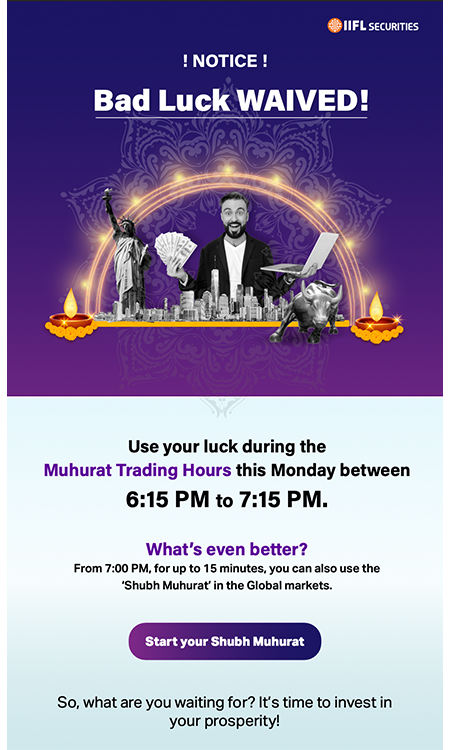 IIFL SECURITIES
! NOTICE !
Bad Luck WAIVED!
Use your luck during the
Muhurat Trading Hours this Monday between
6:15 PM to 7:15 PM.
What's even better?
From 7:00 PM, for up to 15 minutes, you can also use the
‘Shubh Muhurat’ in the Global markets.
Start your Shubh Muhurat
So, what are you waiting for? It's time to invest in
your prosperity!